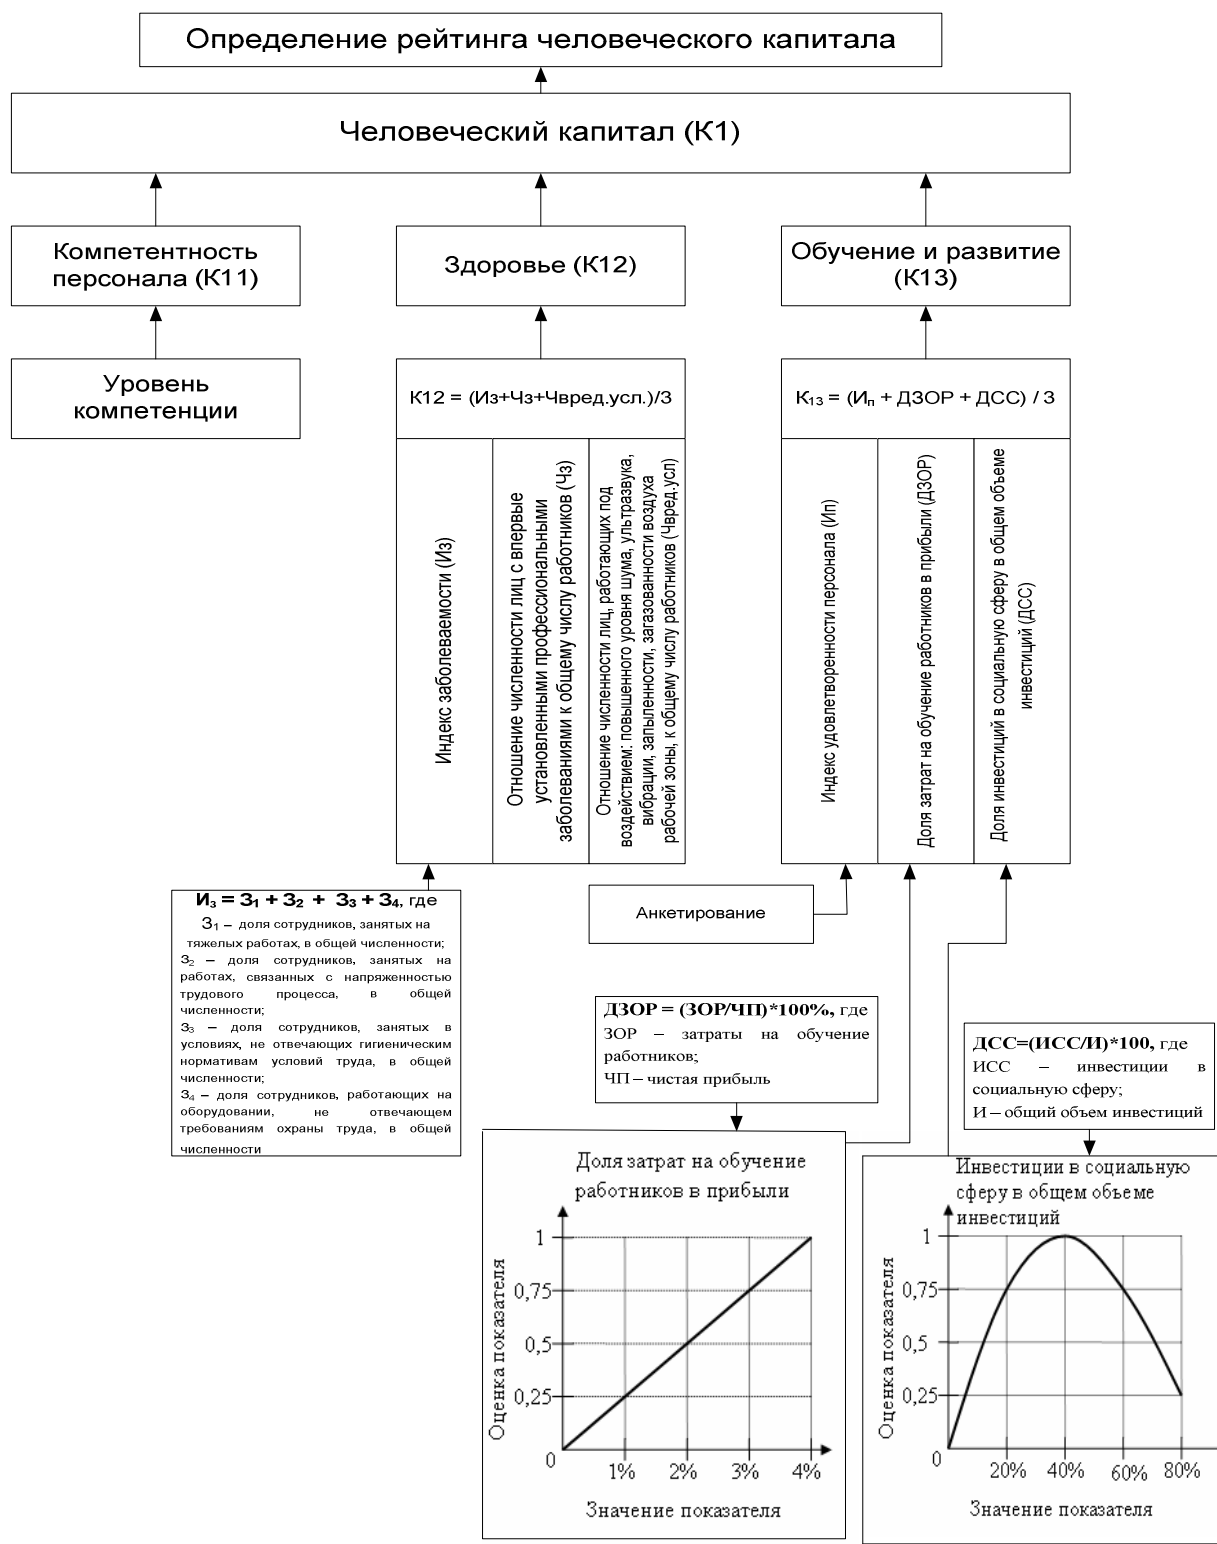 Определение рейтинга человеческого капитала
Человеческий капитал (К1)
Компетентность
персонала (К11)
Здоровье (К12)
Обучение и развитие
(К13)
Уровень
компетенции
К12 = (Из+Чз+Чвред.усл.)/3
К₁₃ = (Иₙ + ДЗОР + ДСС) / 3
Индекс заболеваемости (Из)
Отношение численности лиц с впервые
установленными профессиональными
заболеваниями к общему числу работников (Чз)
Отношение численности лиц, работающих под
воздействием: повышенного уровня шума, ультразвука,
вибрации, запыленности, загазованности воздуха
рабочей зоны, к общему числу работников (Чвред.усл)
Индекс удовлетворенности персонала (Ип)
Доля затрат на обучение работников в прибыли (ДЗОР)
Доля инвестиций в социальную сферу в общем объеме
инвестиций (ДСС)
И₃ = З₁ + З₂ + З₃ + З₄, где
З₁ – доля сотрудников, занятых на
тяжелых работах, в общей численности;
З₂ – доля сотрудников, занятых на
работах, связанных с напряженностью
трудового процесса, в общей
численности;
З₃ – доля сотрудников, занятых в
условиях, не отвечающих гигиеническим
нормативам условий труда, в общей
численности;
З₄ – доля сотрудников, работающих на
оборудовании, не отвечающем
требованиям охраны труда, в общей
численности
Анкетирование
ДЗОР = (ЗОР/ЧП)*100%, где
ЗОР – затраты на обучение
работников;
ЧП – чистая прибыль
ДСС=(ИСС/И)*100, где
ИСС – инвестиции в
социальную сферу;
И – общий объем инвестиций
Доля затрат на обучение
работников в прибыли
Оценка показателя
1
0,75
0,5
0,25
0
1% 2% 3% 4%
Значение показателя
Инвестиции в социальную
сферу в общем объеме
инвестиций
Оценка показателя
1
0,75
0,5
0,25
0
20% 40% 60% 80%
Значение показателя